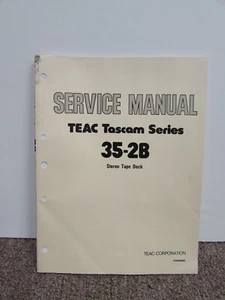 SERVICE MANUAL
TEAC Tascam Series
35-2B
Stereo Tape Deck
TEAC CORPORATION